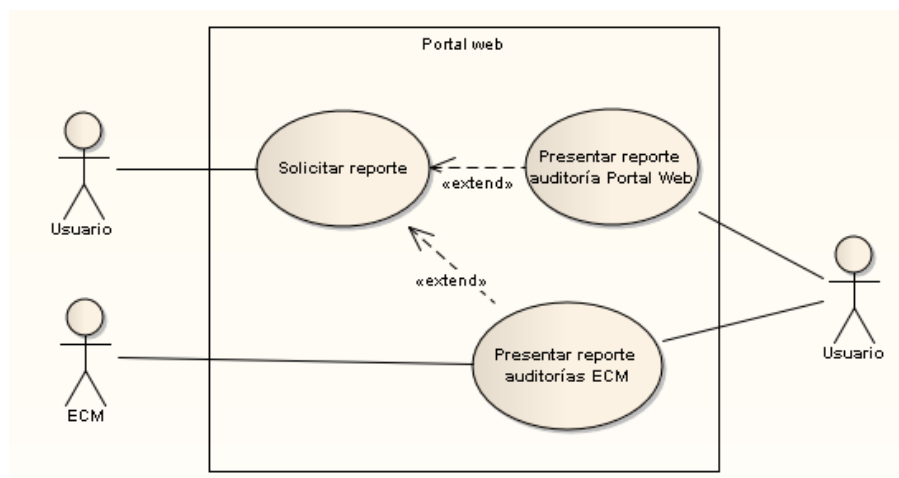 Portal web
Solicitar reporte
Presentar reporte
auditoría Portal Web
«extend»
Usuario
«extend»
Usuario
Presentar reporte
auditorías ECM
ECM